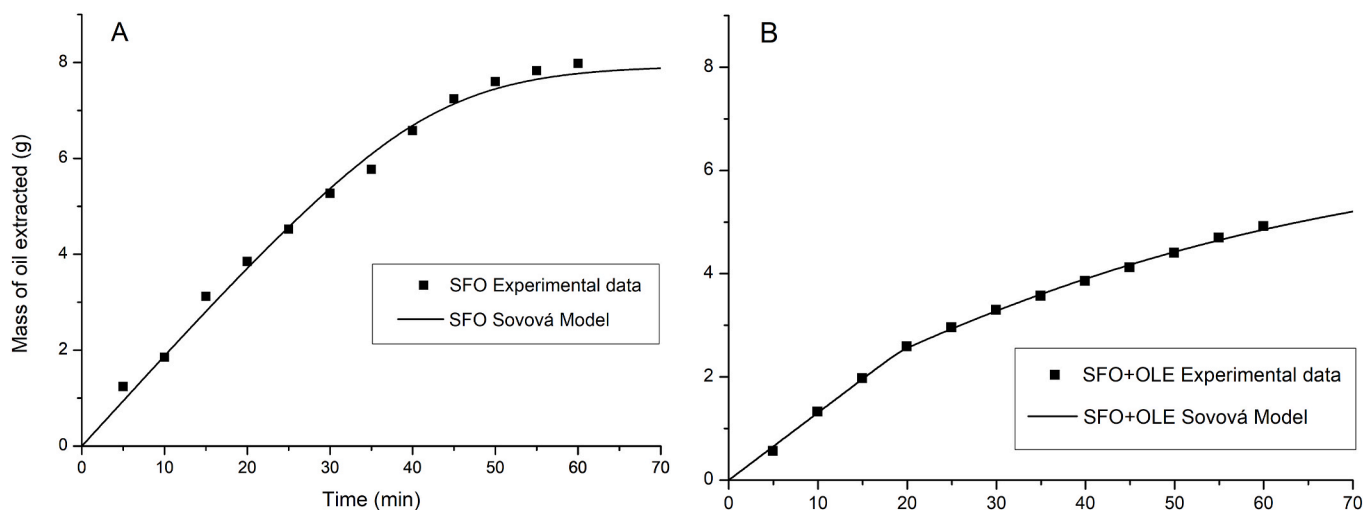 A
8
6
4
2
0
Mass of oil extracted (g)
SFO Experimental data
SFO Sovová Model
0 10 20 30 40 50 60 70
Time (min)
B
8
6
4
2
0
SFO+OLE Experimental data
SFO+OLE Sovová Model
0 10 20 30 40 50 60 70